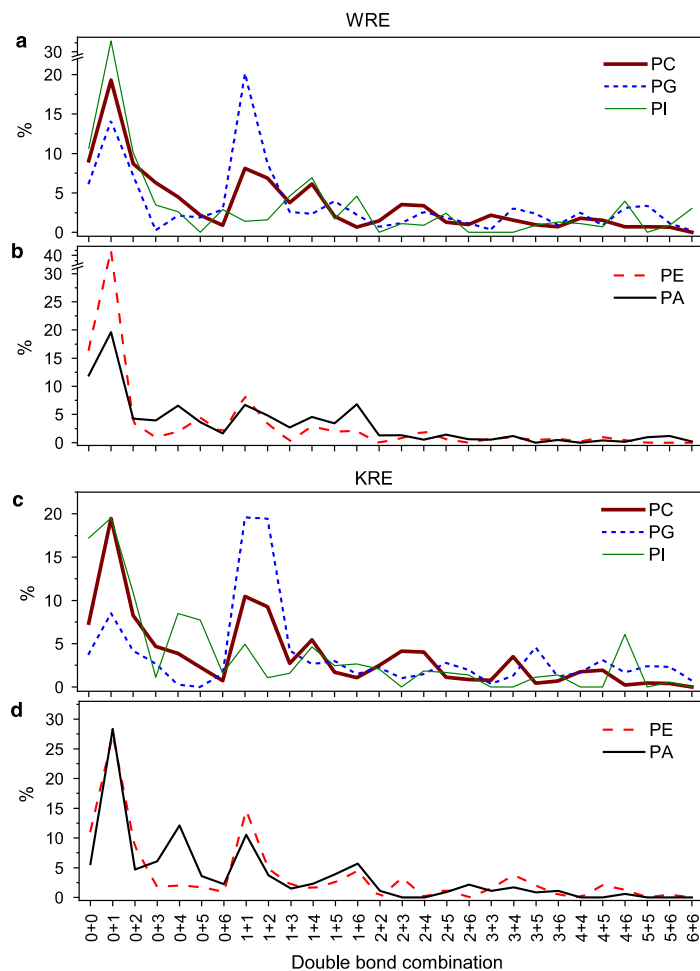 WRE
a
30
20
15
10
5
0
%
PC
PG
PI
b
40
30
20
15
10
5
0
%
PE
PA
KRE
c
20
15
10
5
0
%
PC
PG
PI
d
30
25
20
15
10
5
0
%
PE
PA
0+0 0+1 0+2 0+3 0+4 0+5 0+6 1+1 1+2 1+3 1+4 1+5 1+6 2+2 2+3 2+4 2+5 2+6 3+3 3+4 3+5 3+6 4+4 4+5 4+6 5+5 5+6 6+6
Double bond combination